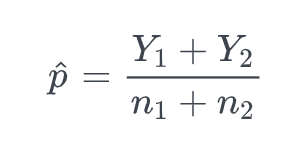 p̂ = (Y₁ + Y₂) / (n₁ + n₂)